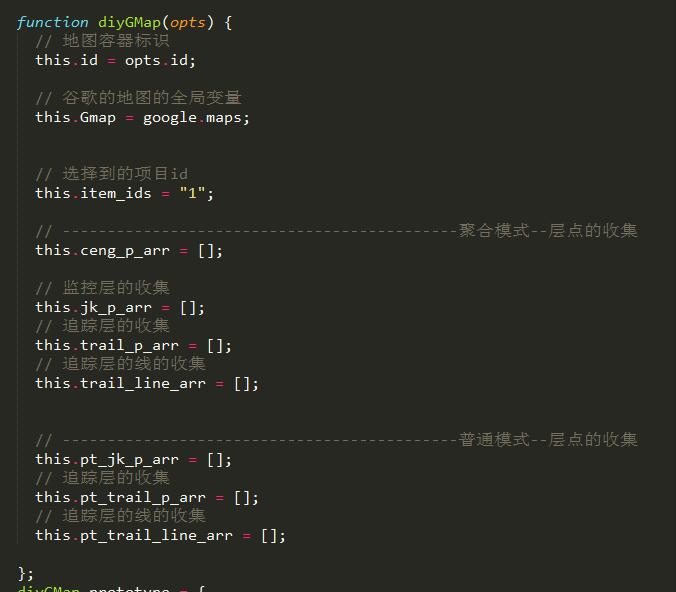 function diyGMap(opts) {
// 地图容器标识
this.id = opts.id;
// 谷歌的地图的全局变量
this.Gmap = google.maps;
// 选择到的项目id
this.item_ids = "1";
// --------------------------------------------聚合模式--层点的收集
this.ceng_p_arr = [];
// 监控层的收集
this.jk_p_arr = [];
// 追踪层的收集
this.trail_p_arr = [];
// 追踪层的线的收集
this.trail_line_arr = [];
// --------------------------------------------普通模式--层点的收集
this.pt_jk_p_arr = [];
// 追踪层的收集
this.pt_trail_p_arr = [];
// 追踪层的线的收集
this.pt_trail_line_arr = [];
};
diyGMap.prototype = {